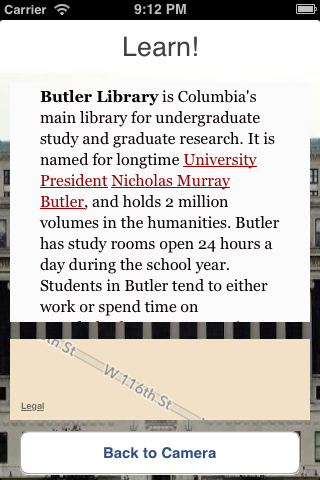 Carrier 9:12 PM
Learn!
Butler Library is Columbia's
main library for undergraduate
study and graduate research. It is
named for longtime University
President Nicholas Murray
Butler, and holds 2 million
volumes in the humanities. Butler
has study rooms open 24 hours a
day during the school year.
Students in Butler tend to either
work or spend time on
St
W 116th St
Legal
Back to Camera